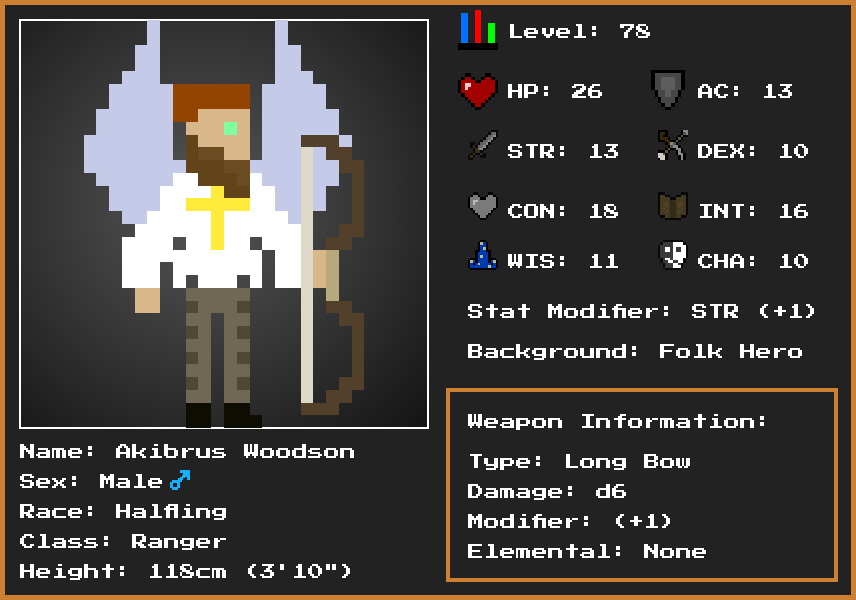 Level: 78
HP: 26
AC: 13
STR: 13
DEX: 10
CON: 18
INT: 16
WIS: 11
CHA: 10
Stat Modifier: STR (+1)
Background: Folk Hero
Weapon Information:
Type: Long Bow
Damage: d6
Modifier: (+1)
Elemental: None
Name: Akibrus Woodson
Sex: Male ♂
Race: Halfling
Class: Ranger
Height: 118cm (3'10")